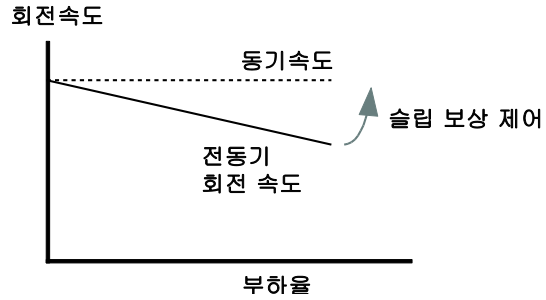 회전속도
동기속도
슬립 보상 제어
전동기
회전 속도
부하율